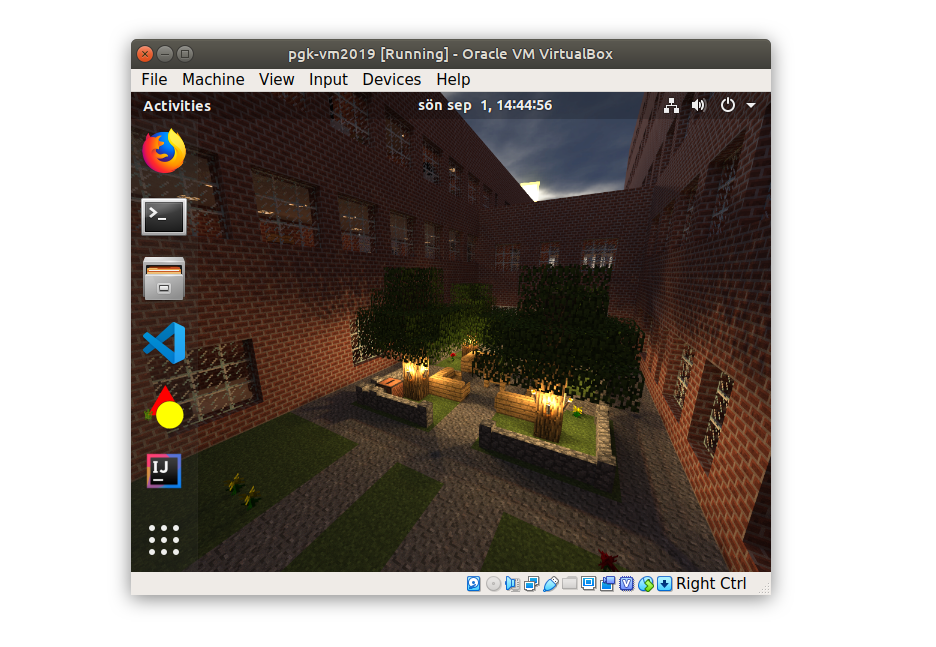 pgk-vm2019 [Running] - Oracle VM VirtualBox
File Machine View Input Devices Help
Activities sön sep 1, 14:44:56
>_
IJ
V
Right Ctrl